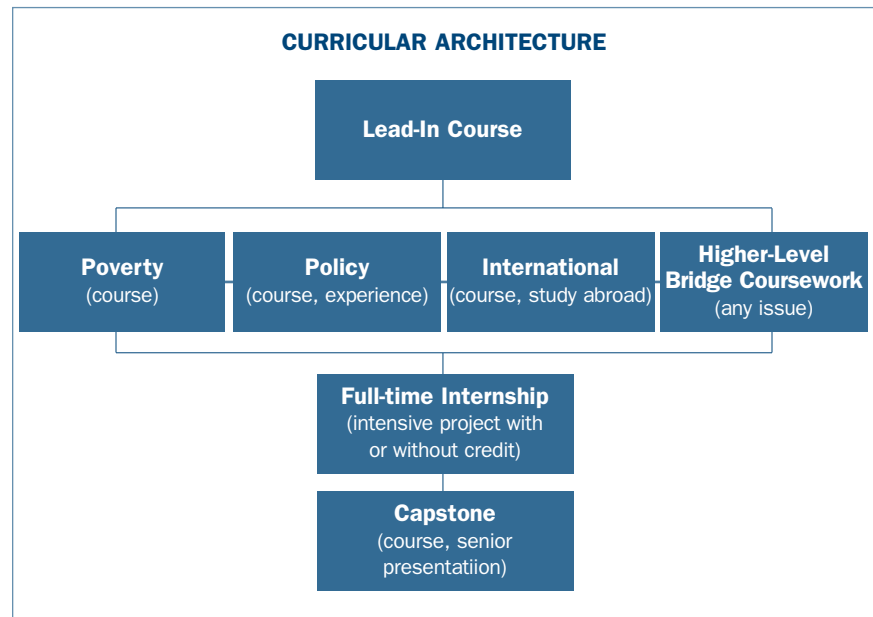 CURRICULAR ARCHITECTURE
Lead-In Course
Poverty
(course)
Policy
(course, experience)
International
(course, study abroad)
Higher-Level
Bridge Coursework
(any issue)
Full-time Internship
(intensive project with
or without credit)
Capstone
(course, senior
presentatiion)